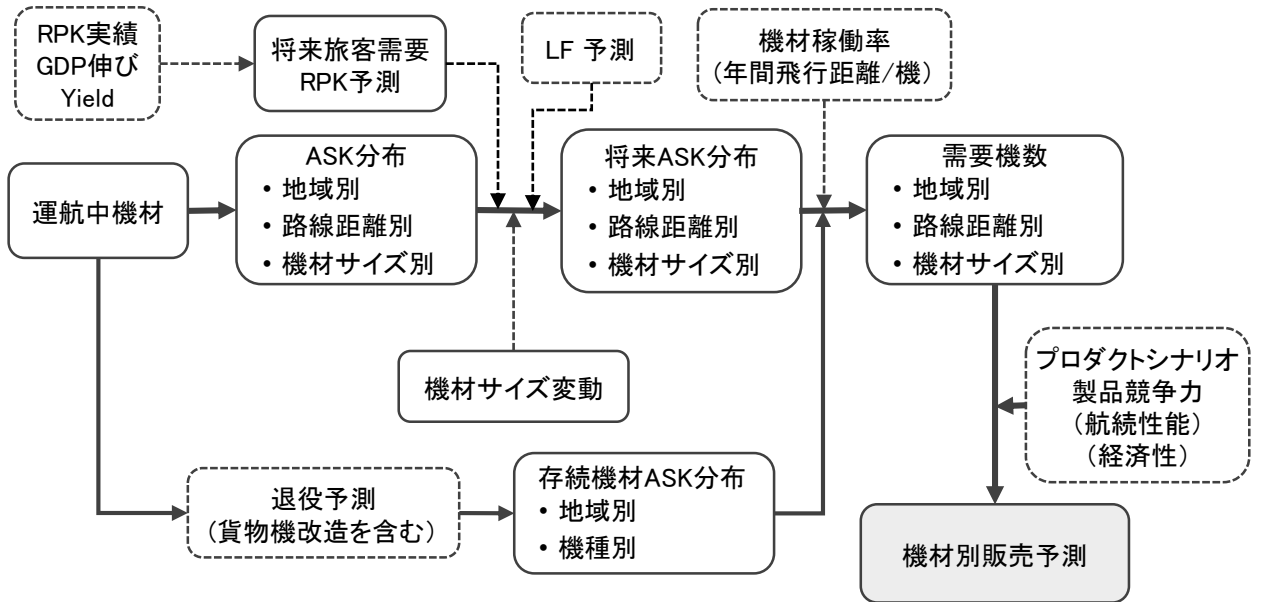 RPK実績
GDP伸び
Yield
将来旅客需要
RPK予測
LF 予測
機材稼働率
（年間飛行距離/機）
運航中機材
ASK分布
• 地域別
• 路線距離別
• 機材サイズ別
将来ASK分布
• 地域別
• 路線距離別
• 機材サイズ別
需要機数
• 地域別
• 路線距離別
• 機材サイズ別
機材サイズ変動
プロダクトシナリオ
製品競争力
（航続性能）
（経済性）
退役予測
（貨物機改造を含む）
存続機材ASK分布
• 地域別
• 機種別
機材別販売予測